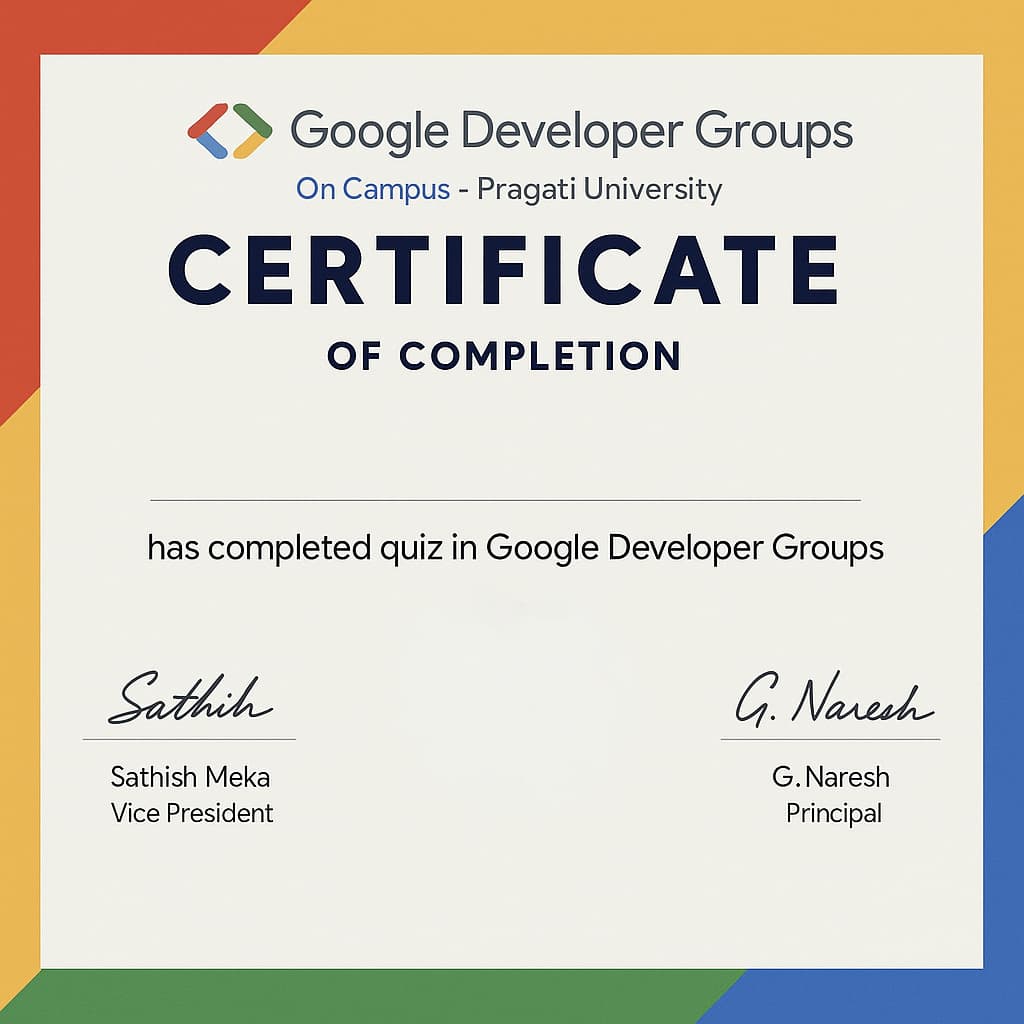 Google Developer Groups
On Campus - Pragati University
CERTIFICATE
OF COMPLETION
has completed quiz in Google Developer Groups
Sathih
G. Naresh
Sathish Meka
G. Naresh
Vice President
Principal